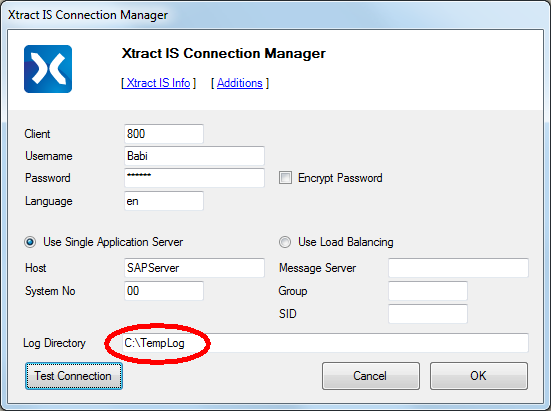 Xtract IS Connection Manager
Xtract IS Connection Manager
[ Xtract IS Info ] [ Additions ]
Client 800
Username Babi
Password ****** Encrypt Password
Language en
Use Single Application Server Use Load Balancing
Host SAPServer Message Server
System No 00 Group
SID
Log Directory C:\TempLog
Test Connection Cancel OK